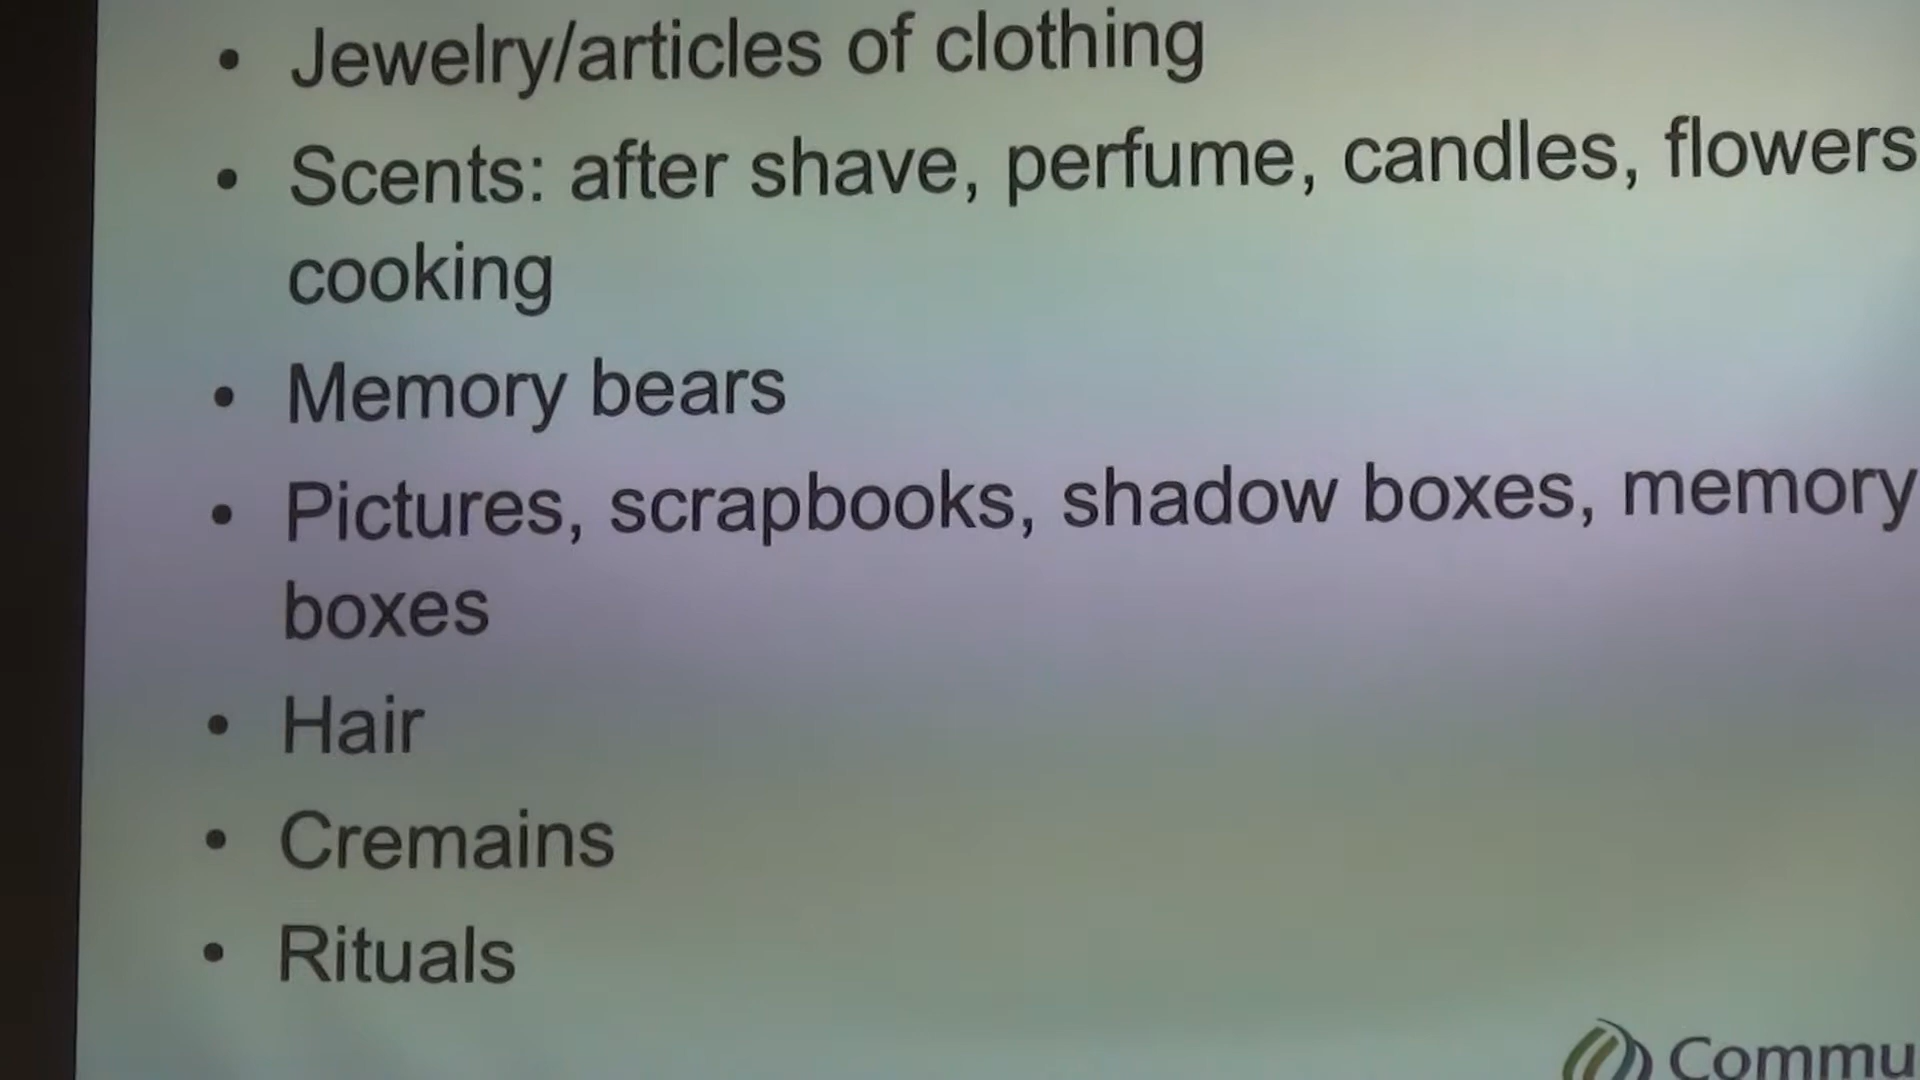 • Jewelry/articles of clothing
• Scents: after shave, perfume, candles, flowers
cooking
• Memory bears
• Pictures, scrapbooks, shadow boxes, memory
boxes
• Hair
• Cremains
• Rituals
Commu